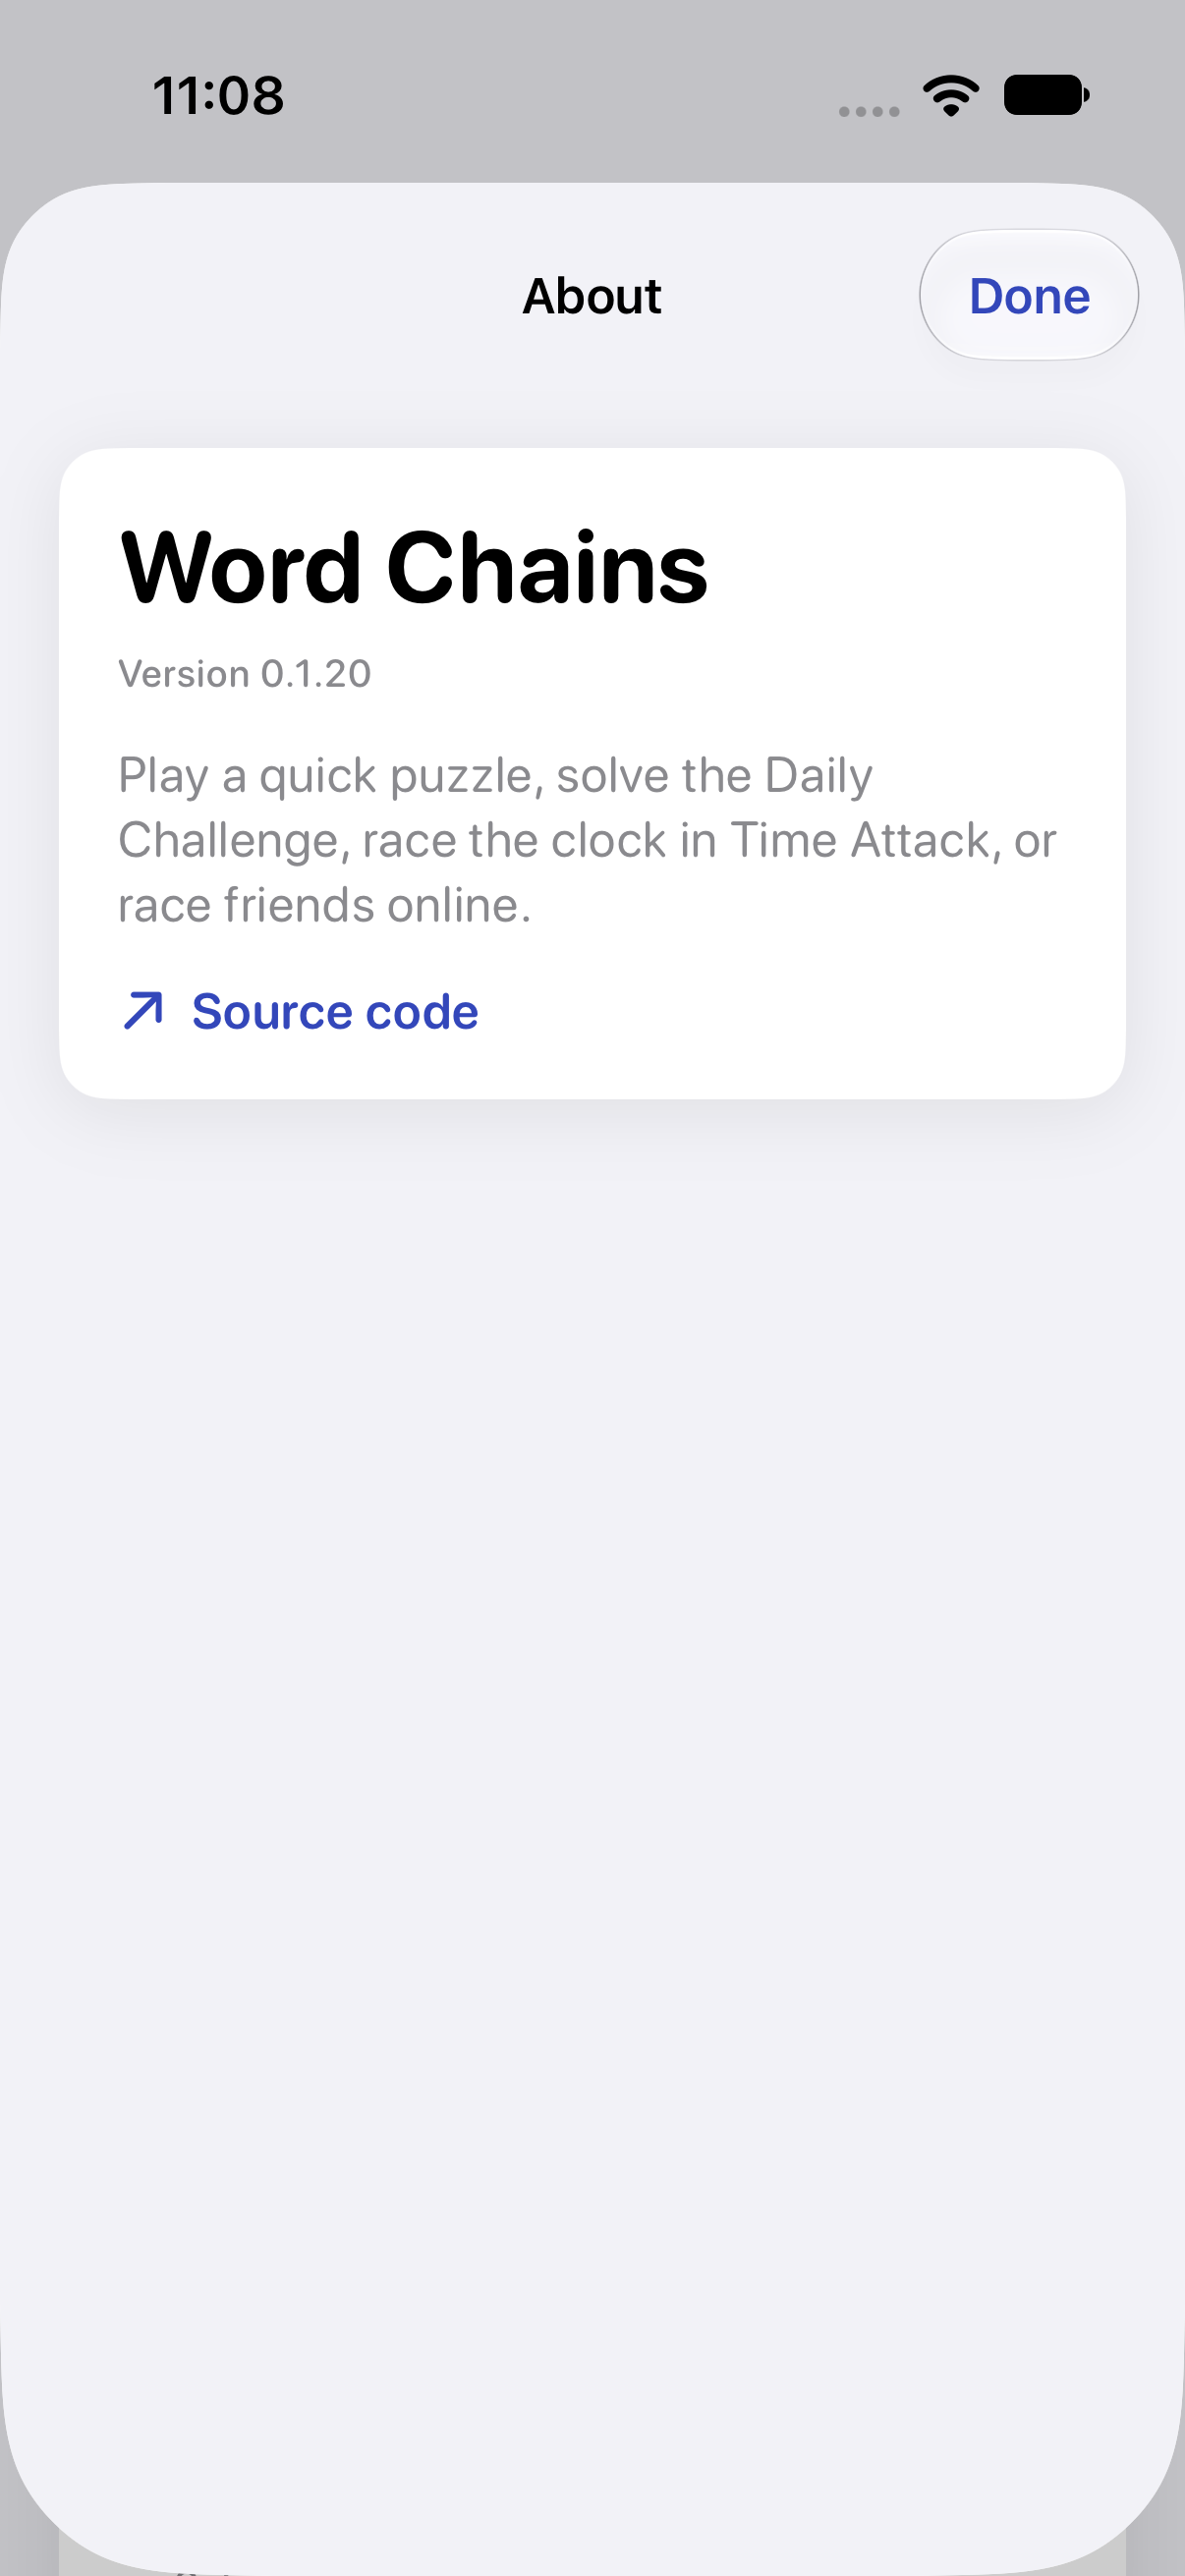 11:08
About
Done
Word Chains
Version 0.1.20
Play a quick puzzle, solve the Daily
Challenge, race the clock in Time Attack, or
race friends online.
Source code